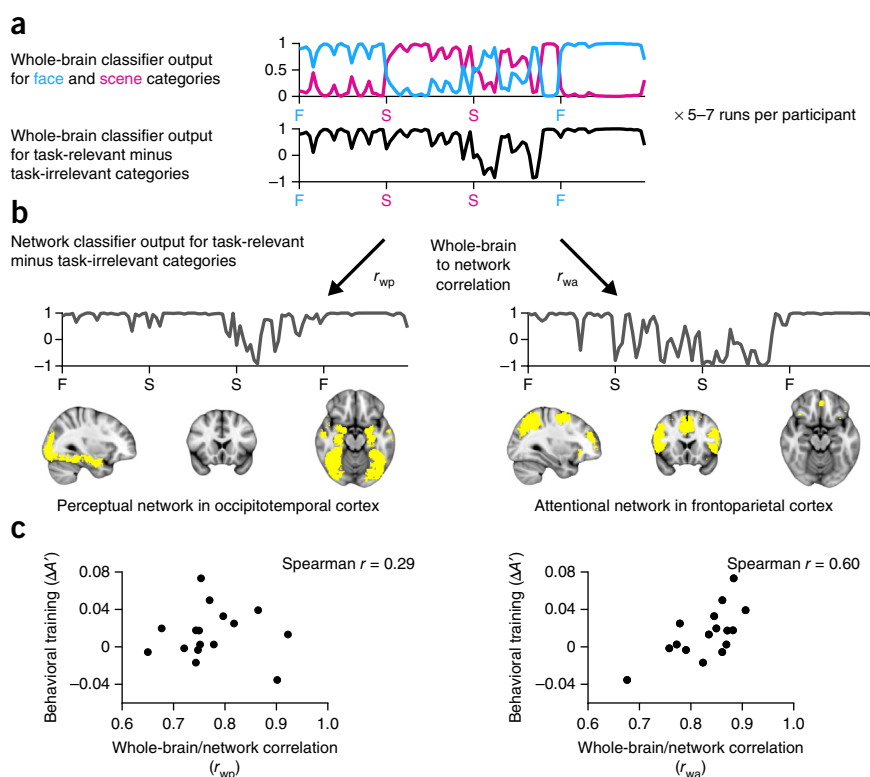 a
Whole-brain classifier output
for face and scene categories
1
0.5
0
F
S
S
F
× 5–7 runs per participant
Whole-brain classifier output
for task-relevant minus
task-irrelevant categories
1
0
−1
F
S
S
F
b
Network classifier output for task-relevant
minus task-irrelevant categories
Whole-brain
to network
correlation
rwp
rwa
1
0
−1
F
S
S
F
1
0
−1
F
S
S
F
Perceptual network in occipitotemporal cortex
Attentional network in frontoparietal cortex
c
Behavioral training (ΔA′)
0.08
0.04
0
−0.04
Spearman r = 0.29
0.6
0.7
0.8
0.9
1.0
Whole-brain/network correlation
(rwp)
Behavioral training (ΔA′)
0.08
0.04
0
−0.04
Spearman r = 0.60
0.6
0.7
0.8
0.9
1.0
Whole-brain/network correlation
(rwa)